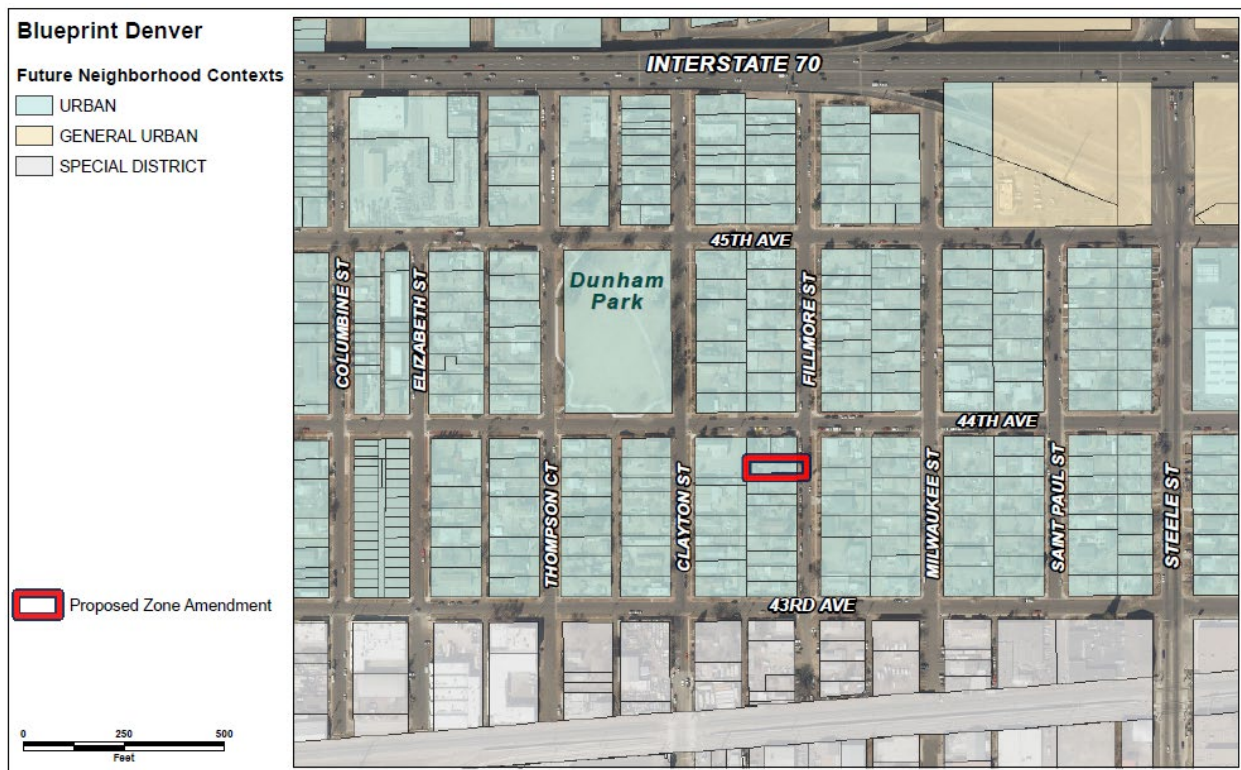 Blueprint Denver
Future Neighborhood Contexts
URBAN
GENERAL URBAN
SPECIAL DISTRICT
INTERSTATE 70
45TH AVE
Dunham
Park
COLUMBINE ST
ELIZABETH ST
FILLMORE ST
44TH AVE
THOMPSON CT
CLAYTON ST
MILWAUKEE ST
SAINT PAUL ST
STEELE ST
Proposed Zone Amendment
43RD AVE
0 250 500
Feet